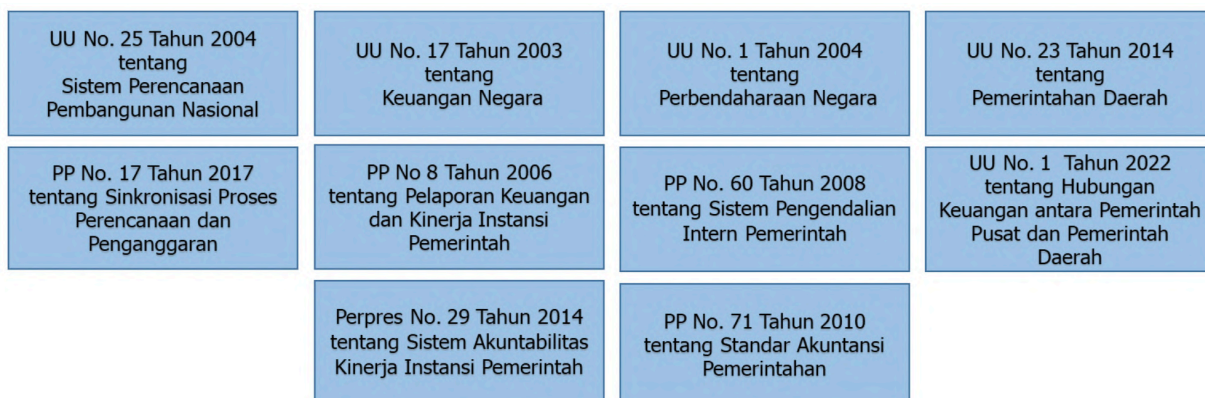 UU No. 25 Tahun 2004
tentang
Sistem Perencanaan
Pembangunan Nasional
UU No. 17 Tahun 2003
tentang
Keuangan Negara
UU No. 1 Tahun 2004
tentang
Perbendaharaan Negara
UU No. 23 Tahun 2014
tentang
Pemerintahan Daerah
PP No. 17 Tahun 2017
tentang Sinkronisasi Proses
Perencanaan dan
Penganggaran
PP No 8 Tahun 2006
tentang Pelaporan Keuangan
dan Kinerja Instansi
Pemerintah
PP No. 60 Tahun 2008
tentang Sistem Pengendalian
Intern Pemerintah
UU No. 1 Tahun 2022
tentang Hubungan
Keuangan antara Pemerintah
Pusat dan Pemerintah
Daerah
Perpres No. 29 Tahun 2014
tentang Sistem Akuntabilitas
Kinerja Instansi Pemerintah
PP No. 71 Tahun 2010
tentang Standar Akuntansi
Pemerintahan